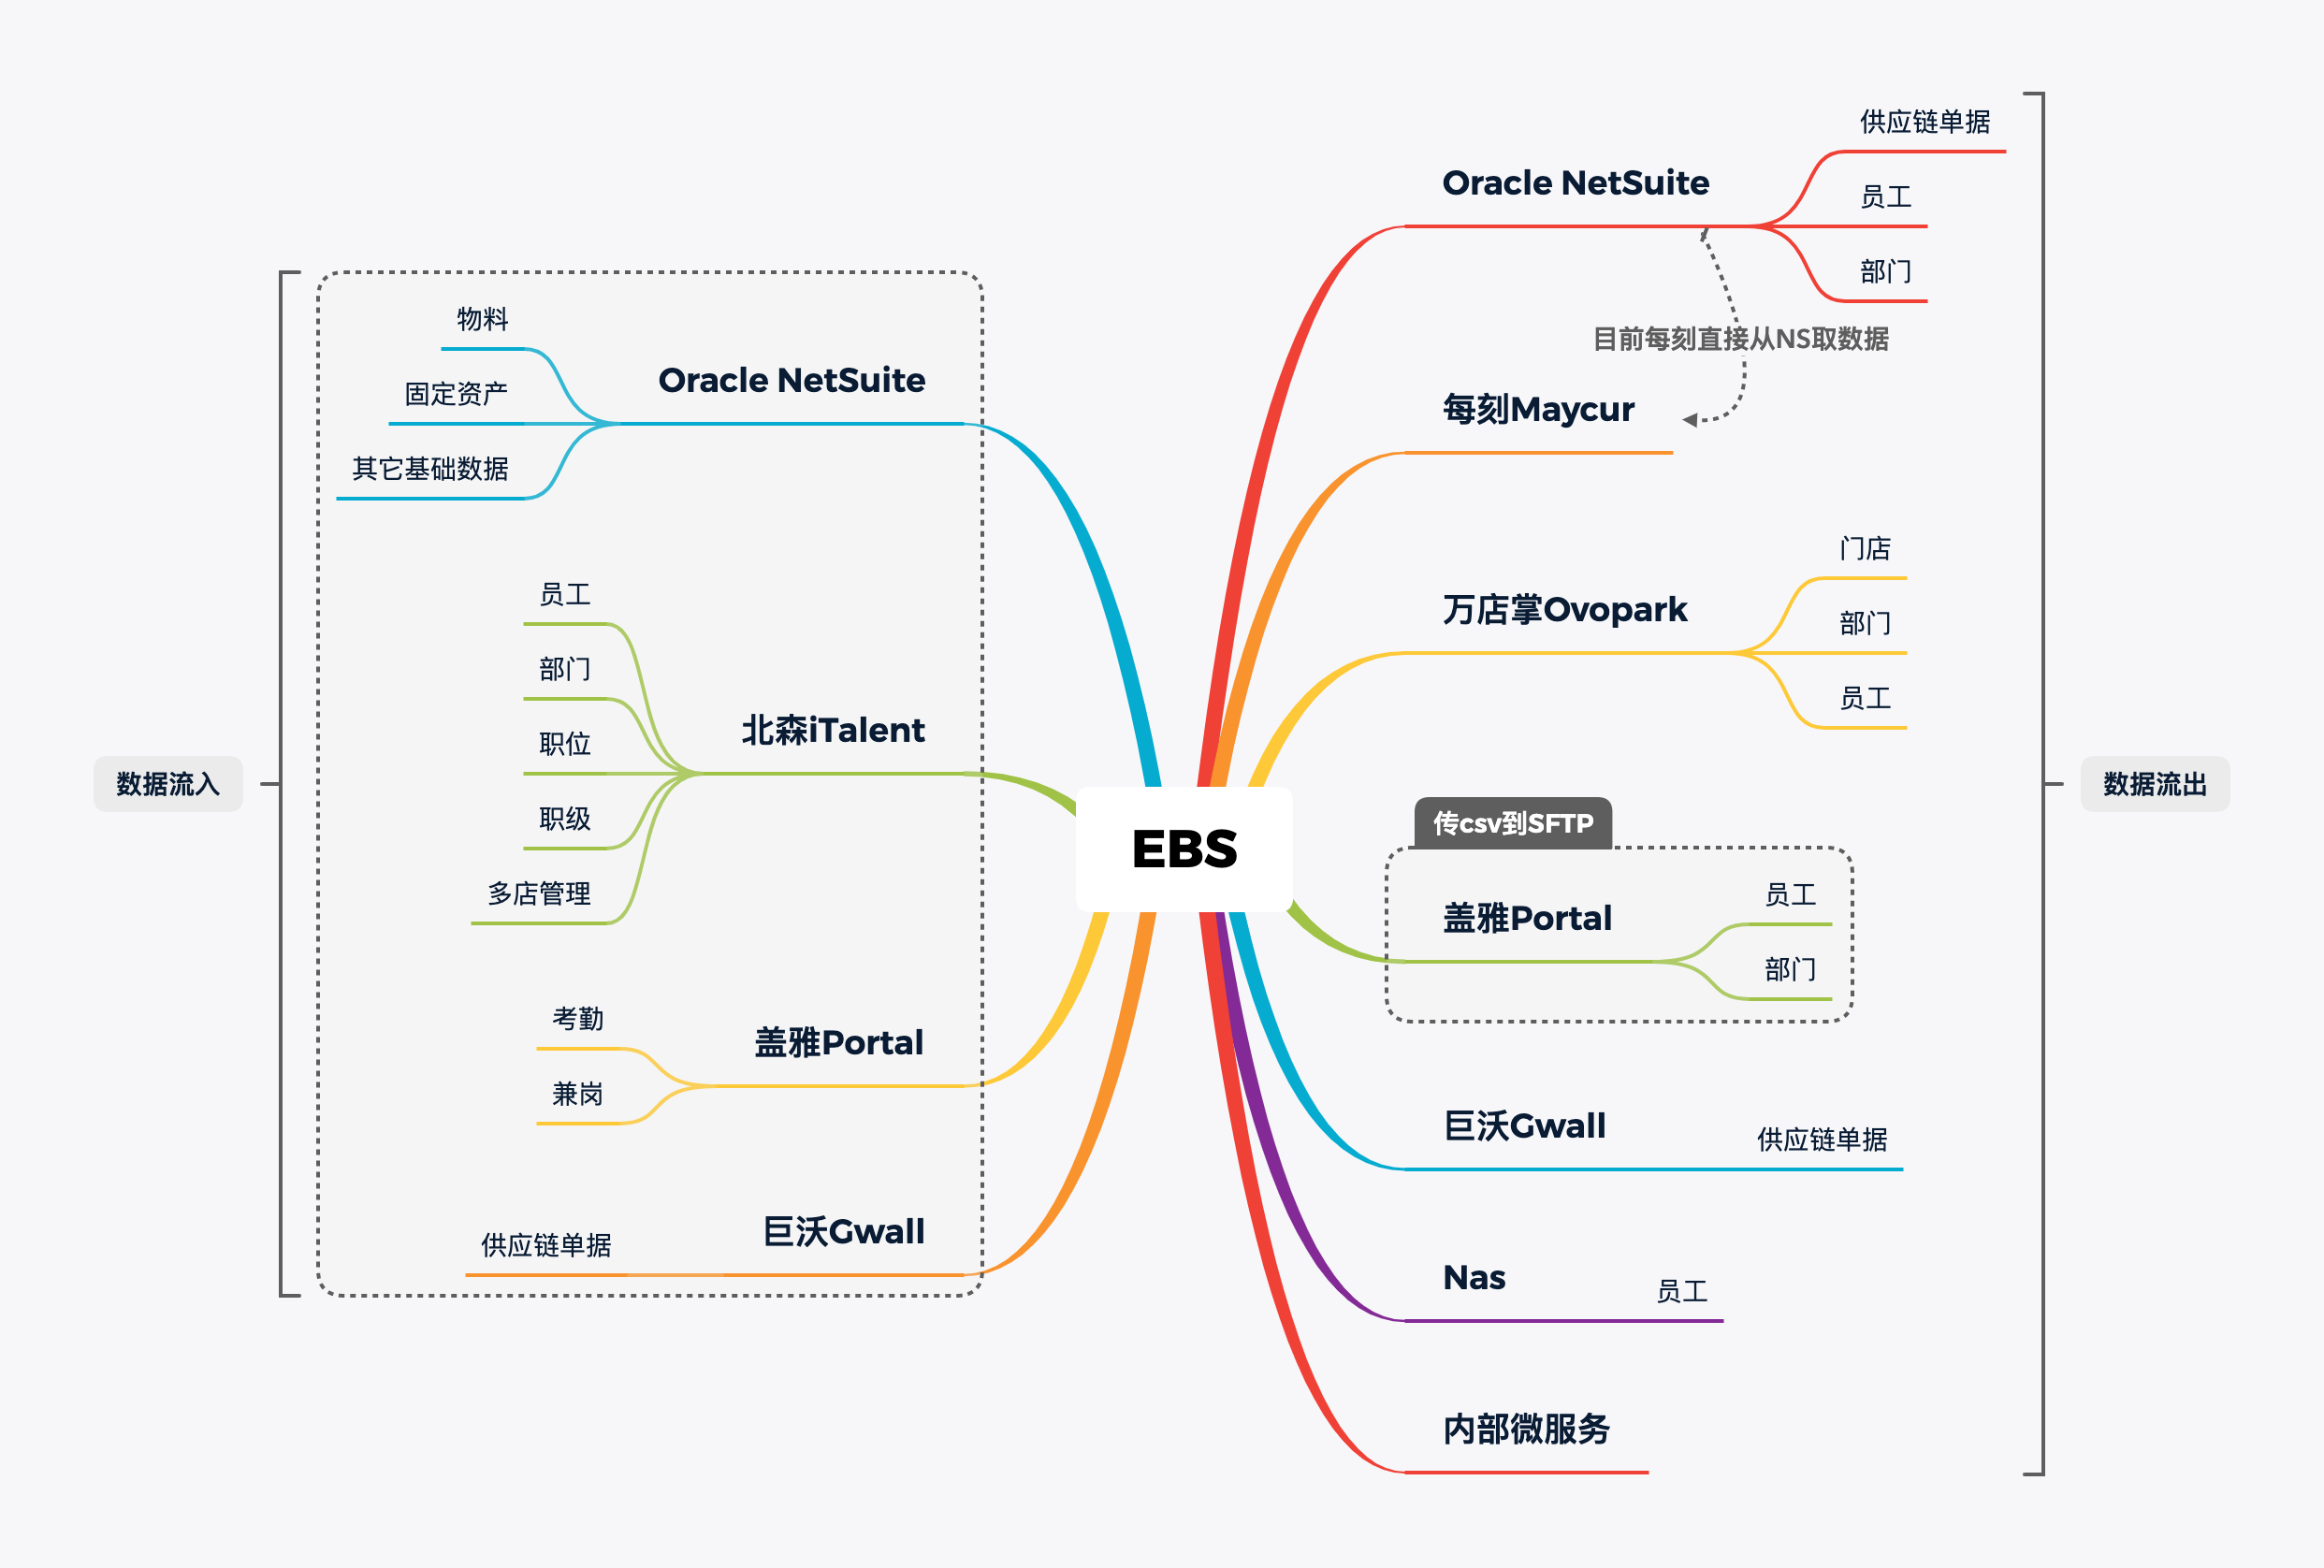 数据流入
物料
固定资产
其它基础数据
Oracle NetSuite
员工
部门
职位
职级
多店管理
北森iTalent
考勤
兼岗
盖雅Portal
供应链单据
巨沃Gwall
EBS
Oracle NetSuite
供应链单据
员工
部门
目前每刻直接从NS取数据
每刻Maycur
万店掌Ovopark
门店
部门
员工
传csv到SFTP
盖雅Portal
员工
部门
巨沃Gwall
供应链单据
Nas
员工
内部微服务
数据流出